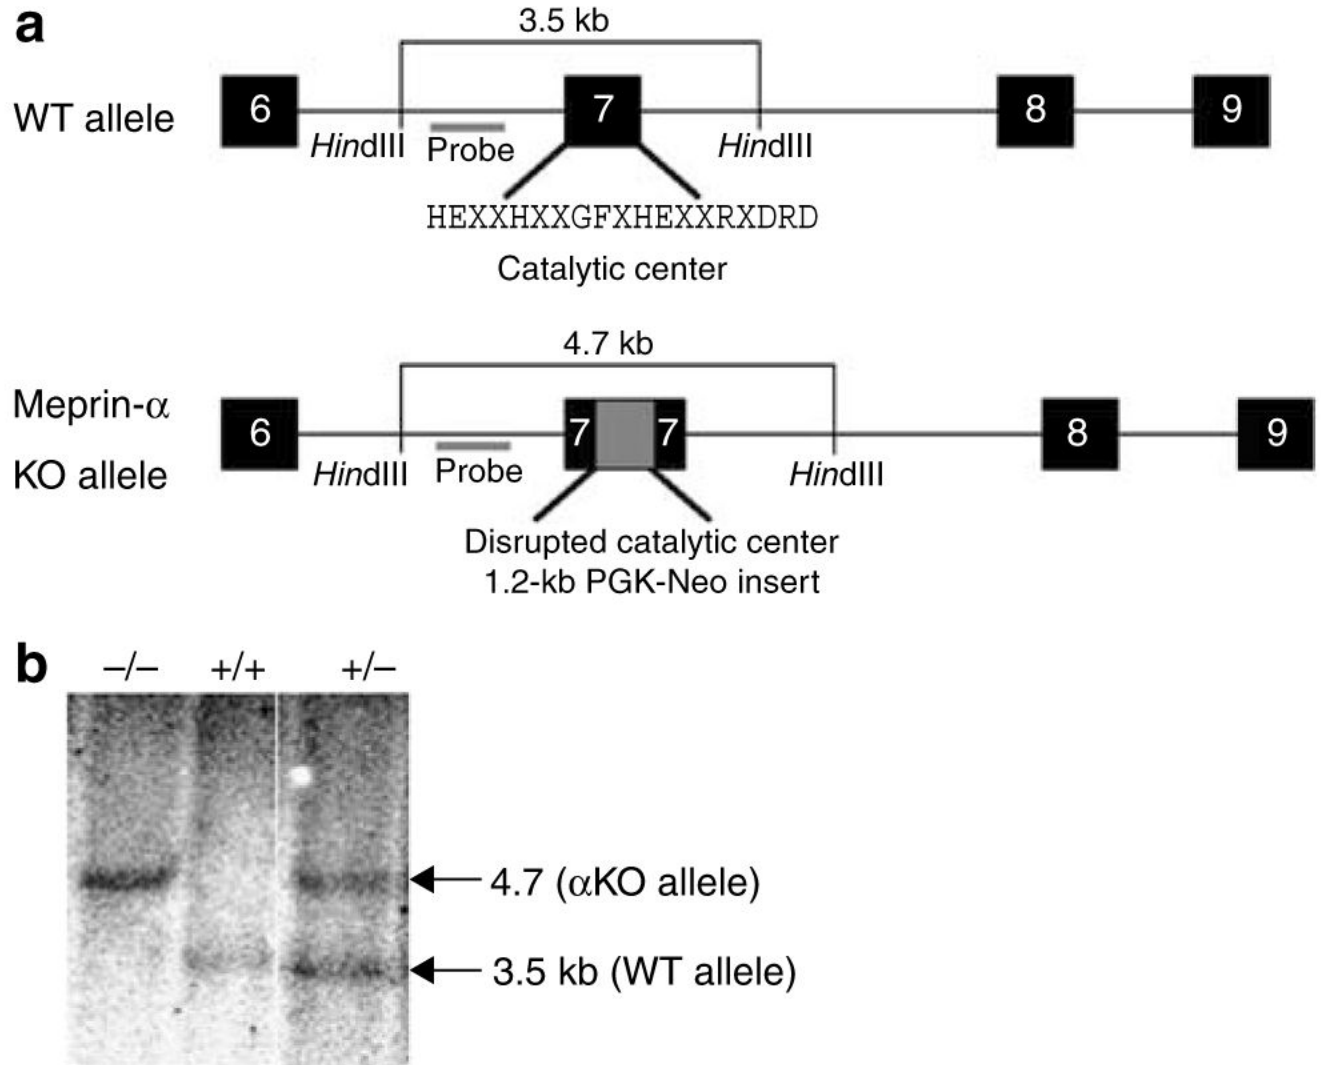 a
3.5 kb
WT allele
6 7 8 9
HindIII Probe HindIII
HEXXHXXGFXHEXXRXDRD
Catalytic center
4.7 kb
Meprin-α
KO allele
6 7 7 8 9
HindIII Probe HindIII
Disrupted catalytic center
1.2-kb PGK-Neo insert
b
–/– +/+ +/–
4.7 (αKO allele)
3.5 kb (WT allele)